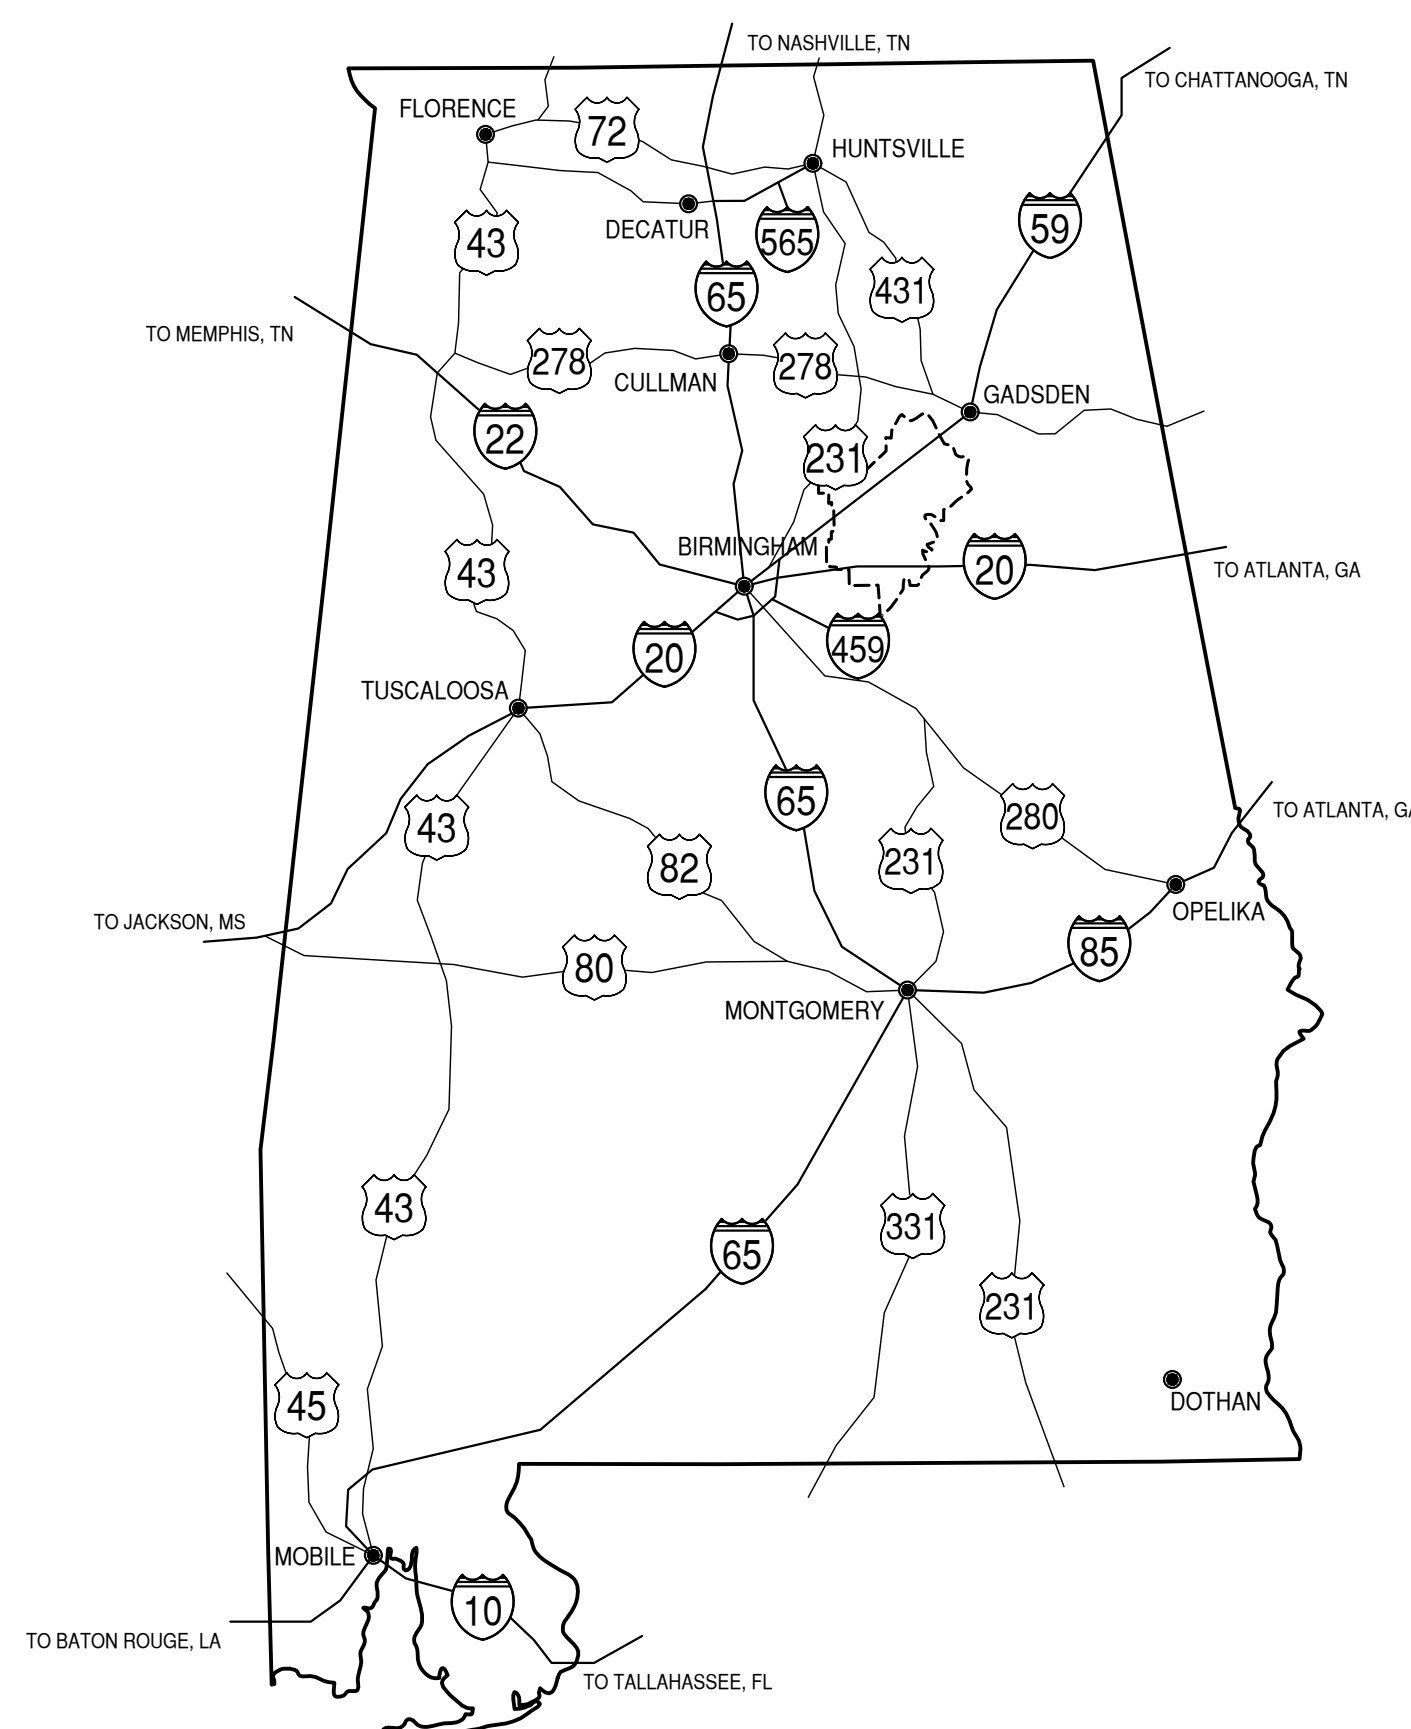 TO NASHVILLE, TN
TO CHATTANOOGA, TN
FLORENCE
72
HUNTSVILLE
DECATUR
43
565
59
65
431
TO MEMPHIS, TN
278
278
CULLMAN
GADSDEN
22
231
BIRMINGHAM
43
20
TO ATLANTA, GA
20
459
TUSCALOOSA
65
43
280
TO ATLANTA, GA
82
231
OPELIKA
TO JACKSON, MS
85
80
MONTGOMERY
43
331
65
231
45
DOTHAN
MOBILE
10
TO BATON ROUGE, LA
TO TALLAHASSEE, FL